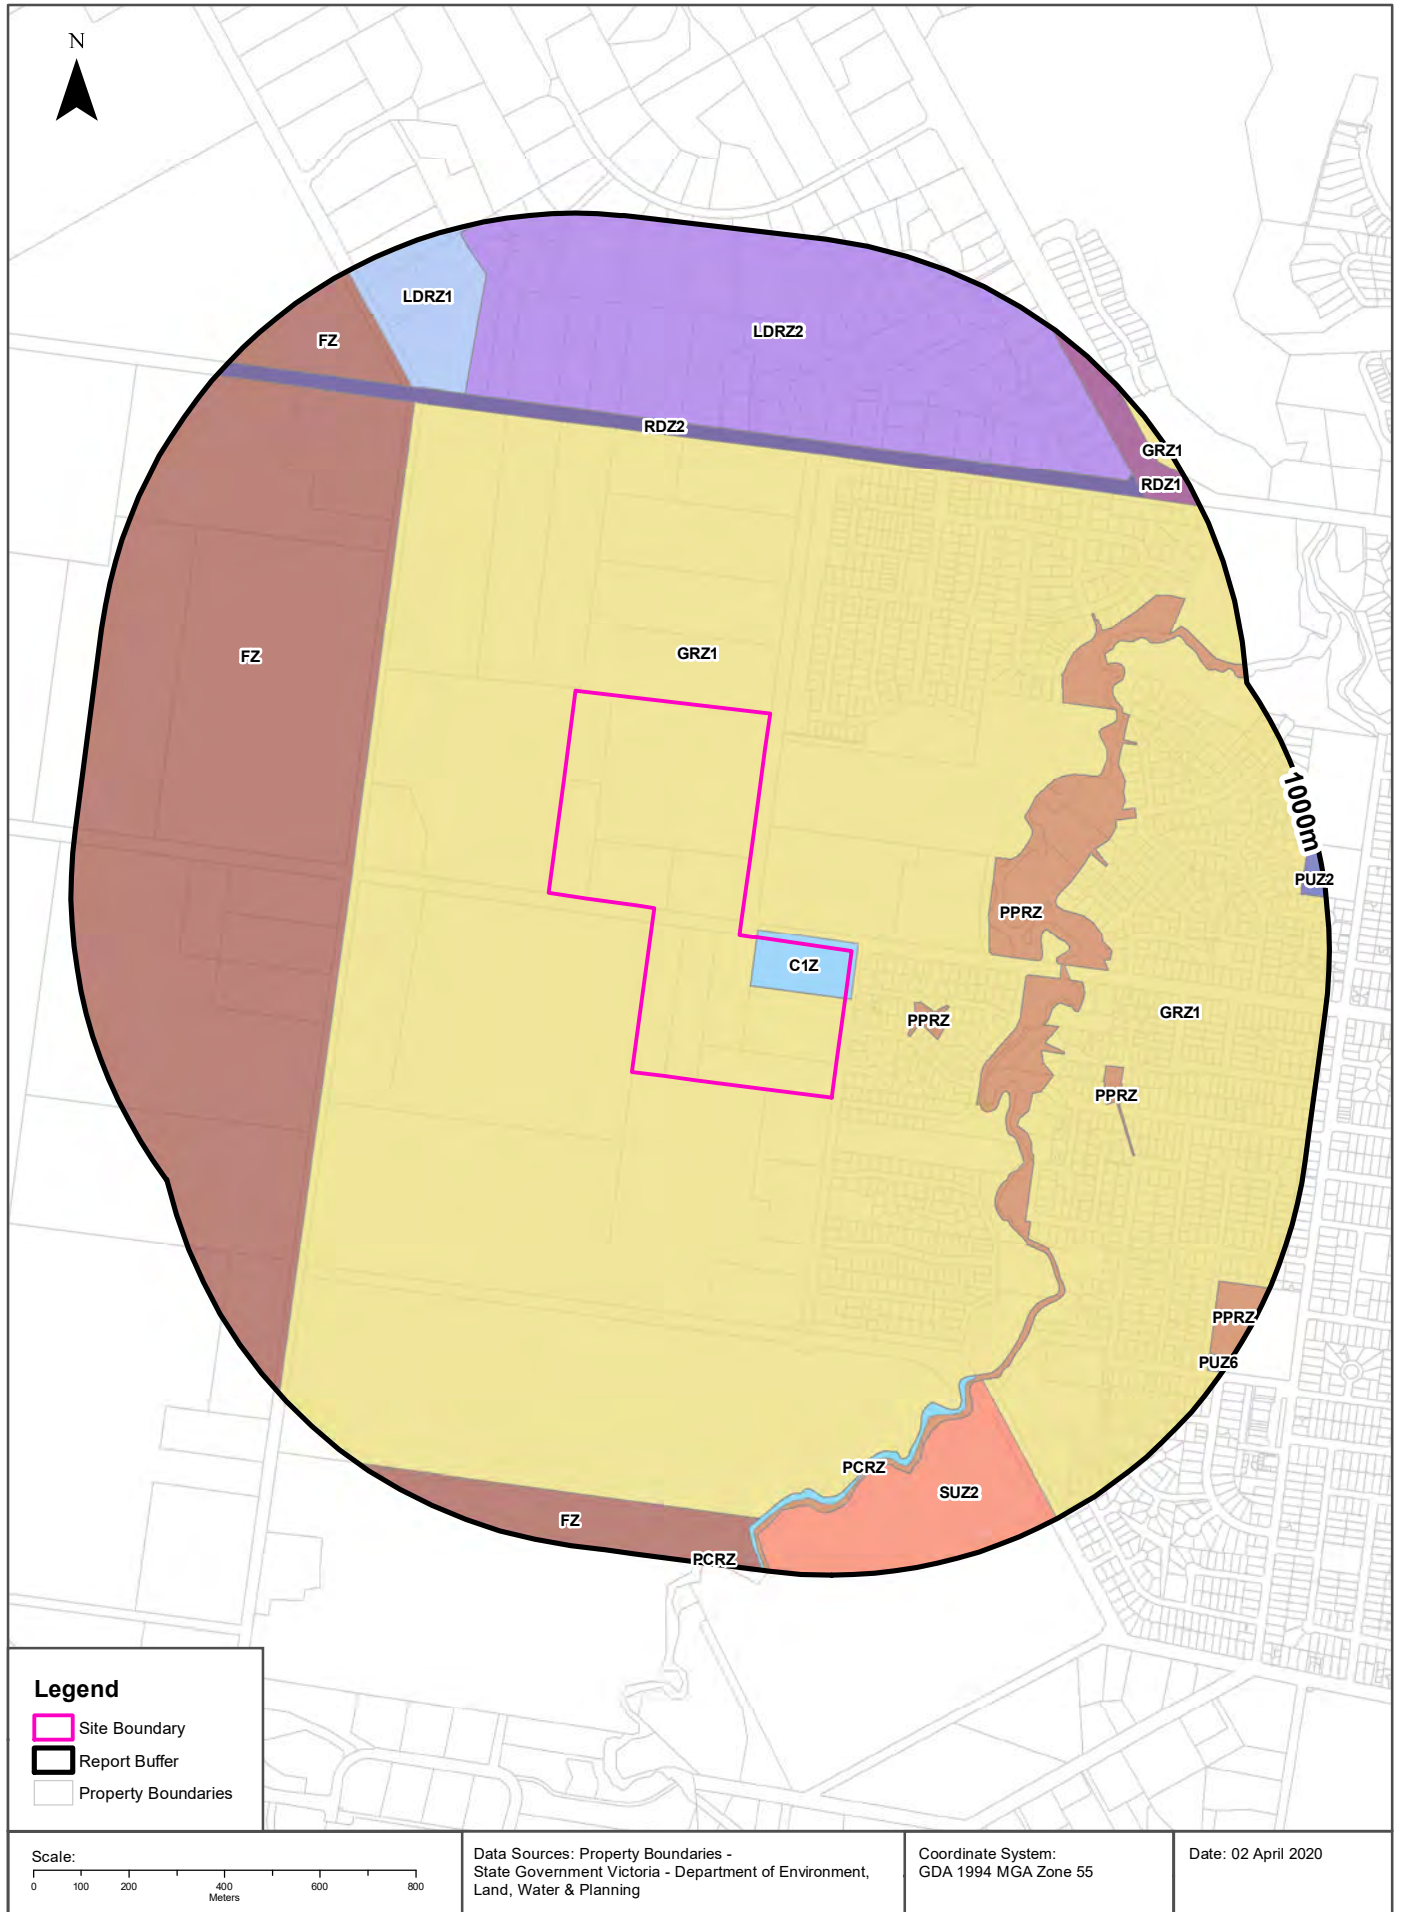 N
LDRZ1
FZ
LDRZ2
RDZ2
GRZ1
RDZ1
FZ
GRZ1
1000m
PUZ2
PPRZ
C1Z
PPRZ
GRZ1
PPRZ
PPRZ
PUZ6
PCRZ
SUZ2
FZ
PCRZ
Legend
Site Boundary
Report Buffer
Property Boundaries
Scale:
0 100 200 400 600 800
Meters
Data Sources: Property Boundaries -
State Government Victoria - Department of Environment,
Land, Water & Planning
Coordinate System:
GDA 1994 MGA Zone 55
Date: 02 April 2020